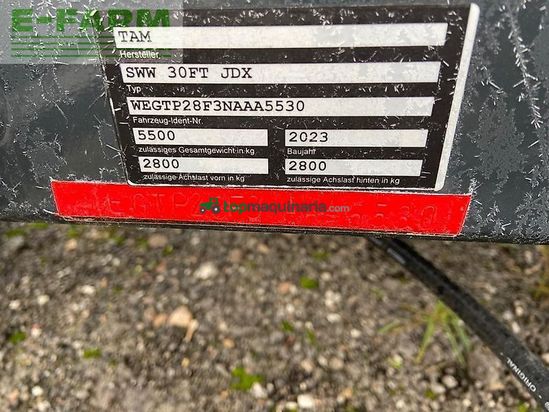 E-FARM
TAM
Hersteller
SWW 30FT JDX
Typ
WEGTP28F3NAAA5530
Fahrzeug-Ident-Nr.
5500 2023
zulässiges Gesamtgewicht in kg Baujahr
2800 2800
zulässige Achslast vorn in kg zulässige Achslast hinten in kg
topmaquinaria.com
ORIGINAL